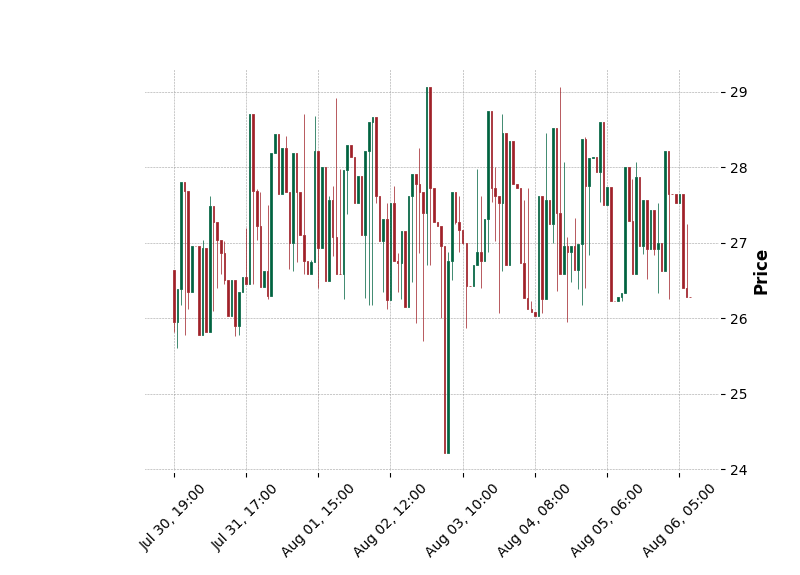 29
28
27
26
25
24
Price
Jul 30, 19:00
Jul 31, 17:00
Aug 01, 15:00
Aug 02, 12:00
Aug 03, 10:00
Aug 04, 08:00
Aug 05, 06:00
Aug 06, 05:00